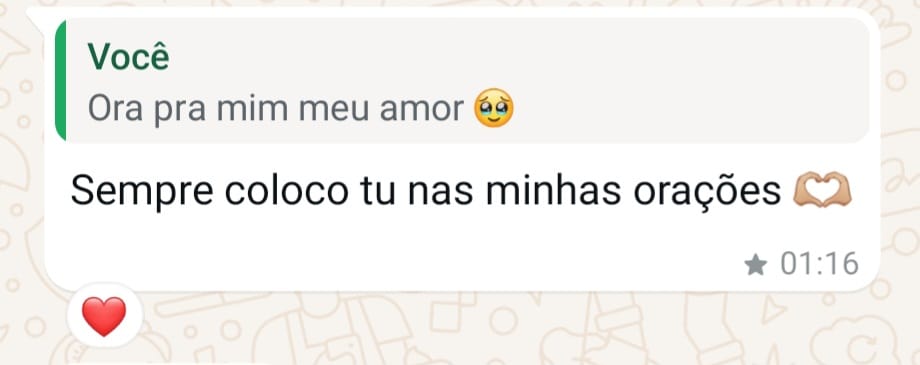 Você
Ora pra mim meu amor 🥹
Sempre coloco tu nas minhas orações 🫶🏼
★ 01:16